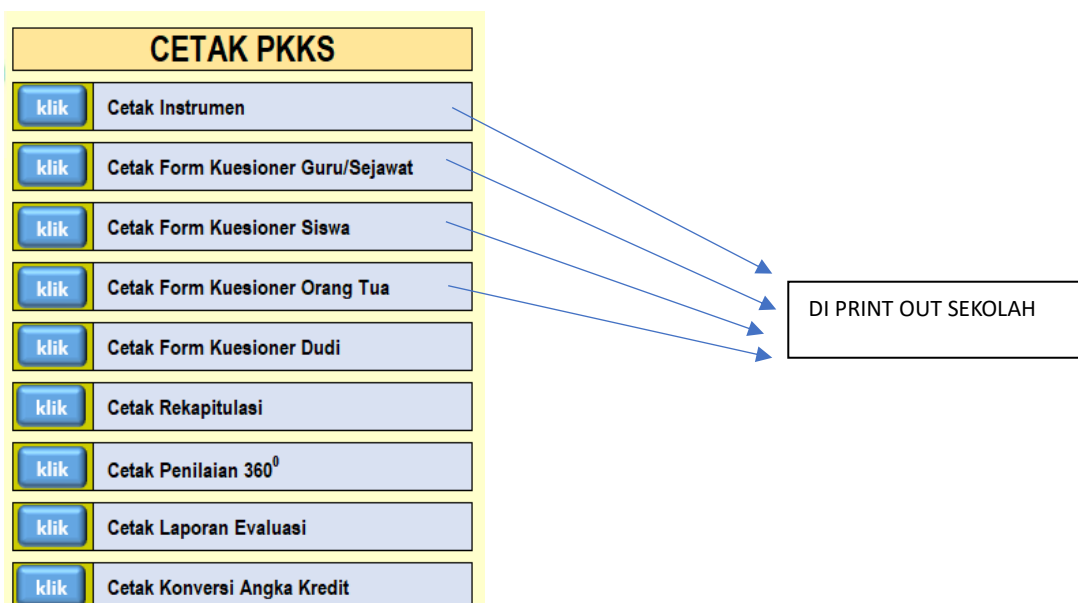 CETAK PKKS
klik Cetak Instrumen
klik Cetak Form Kuesioner Guru/Sejawat
klik Cetak Form Kuesioner Siswa
klik Cetak Form Kuesioner Orang Tua
klik Cetak Form Kuesioner Dudi
klik Cetak Rekapitulasi
klik Cetak Penilaian 360⁰
klik Cetak Laporan Evaluasi
klik Cetak Konversi Angka Kredit
DI PRINT OUT SEKOLAH